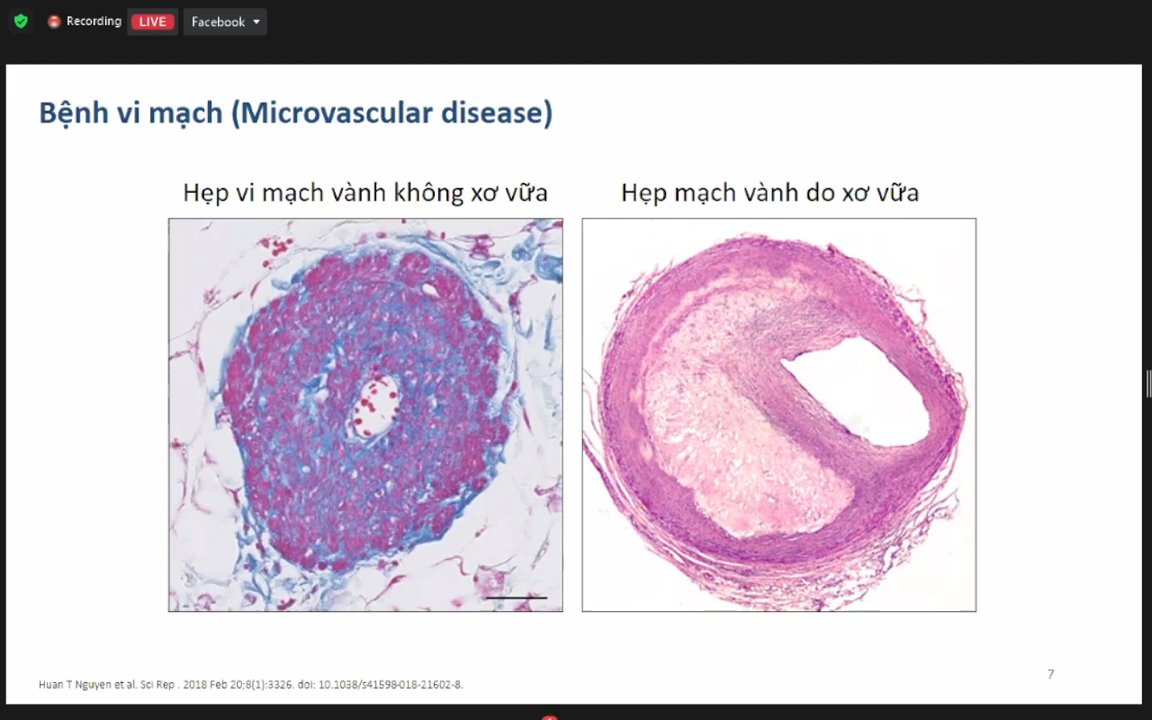 Recording LIVE Facebook
Bệnh vi mạch (Microvascular disease)
Hẹp vi mạch vành không xơ vữa
Hẹp mạch vành do xơ vữa
Huan T Nguyen et al. Sci Rep . 2018 Feb 20;8(1):3326. doi: 10.1038/s41598-018-21602-8.
7